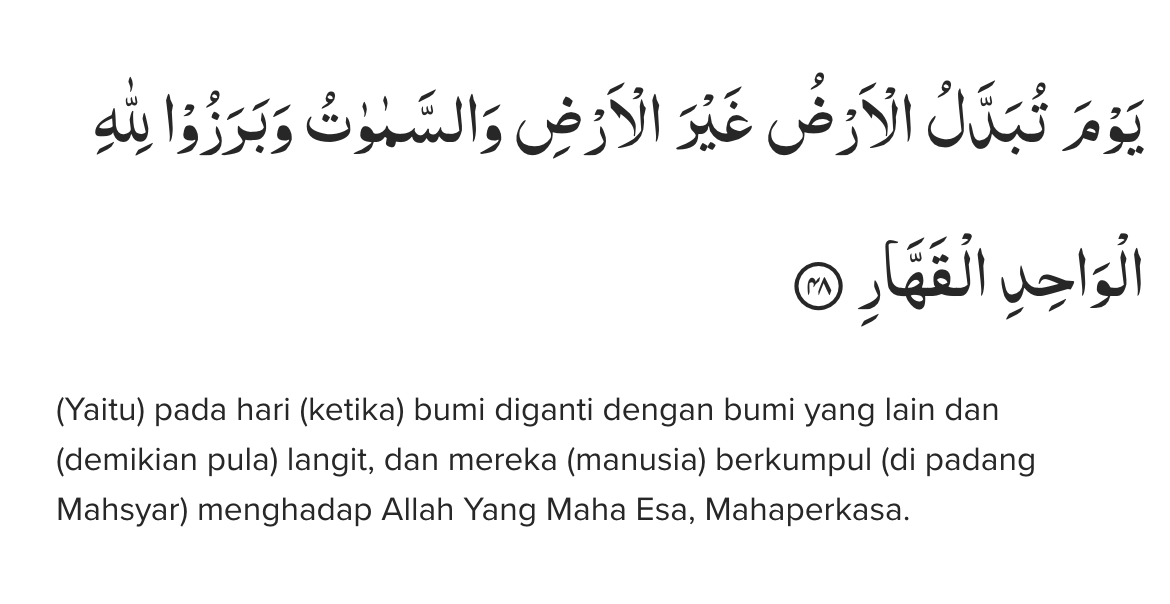 يَوْمَ تُبَدَّلُ الْاَرْضُ غَيْرَ الْاَرْضِ وَالسَّمٰوٰتُ وَبَرَزُوْا لِلّٰهِ
الْوَاحِدِ الْقَهَّارِ ۝٤٨
(Yaitu) pada hari (ketika) bumi diganti dengan bumi yang lain dan
(demikian pula) langit, dan mereka (manusia) berkumpul (di padang
Mahsyar) menghadap Allah Yang Maha Esa, Mahaperkasa.